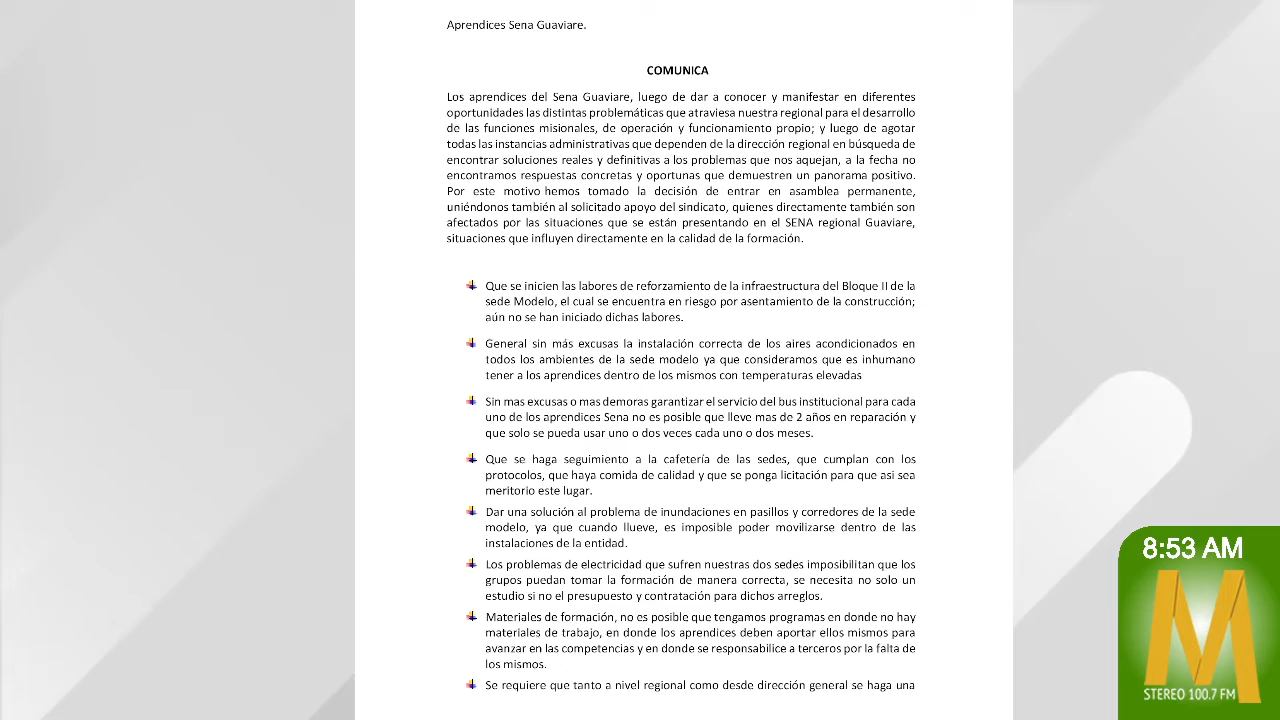 Aprendices Sena Guaviare.
COMUNICA
Los aprendices del Sena Guaviare, luego de dar a conocer y manifestar en diferentes
oportunidades las distintas problemáticas que atraviesa nuestra regional para el desarrollo
de las funciones misionales, de operación y funcionamiento propio; y luego de agotar
todas las instancias administrativas que dependen de la dirección regional en búsqueda de
encontrar soluciones reales y definitivas a los problemas que nos aquejan, a la fecha no
encontramos respuestas concretas y oportunas que demuestren un panorama positivo.
Por este motivo hemos tomado la decisión de entrar en asamblea permanente,
uniéndonos también al solicitado apoyo del sindicato, quienes directamente también son
afectados por las situaciones que se están presentando en el SENA regional Guaviare,
situaciones que influyen directamente en la calidad de la formación.
Que se inicien las labores de reforzamiento de la infraestructura del Bloque II de la
sede Modelo, el cual se encuentra en riesgo por asentamiento de la construcción;
aún no se han iniciado dichas labores.
General sin más excusas la instalación correcta de los aires acondicionados en
todos los ambientes de la sede modelo ya que consideramos que es inhumano
tener a los aprendices dentro de los mismos con temperaturas elevadas
Sin mas excusas o mas demoras garantizar el servicio del bus institucional para cada
uno de los aprendices Sena no es posible que lleve mas de 2 años en reparación y
que solo se pueda usar uno o dos veces cada uno o dos meses.
Que se haga seguimiento a la cafetería de las sedes, que cumplan con los
protocolos, que haya comida de calidad y que se ponga licitación para que asi sea
meritorio este lugar.
Dar una solución al problema de inundaciones en pasillos y corredores de la sede
modelo, ya que cuando llueve, es imposible poder movilizarse dentro de las
instalaciones de la entidad.
Los problemas de electricidad que sufren nuestras dos sedes imposibilitan que los
grupos puedan tomar la formación de manera correcta, se necesita no solo un
estudio si no el presupuesto y contratación para dichos arreglos.
Materiales de formación, no es posible que tengamos programas en donde no hay
materiales de trabajo, en donde los aprendices deben aportar ellos mismos para
avanzar en las competencias y en donde se responsabilice a terceros por la falta de
los mismos.
Se requiere que tanto a nivel regional como desde dirección general se haga una
8:53 AM
M
STEREO 100.7 FM